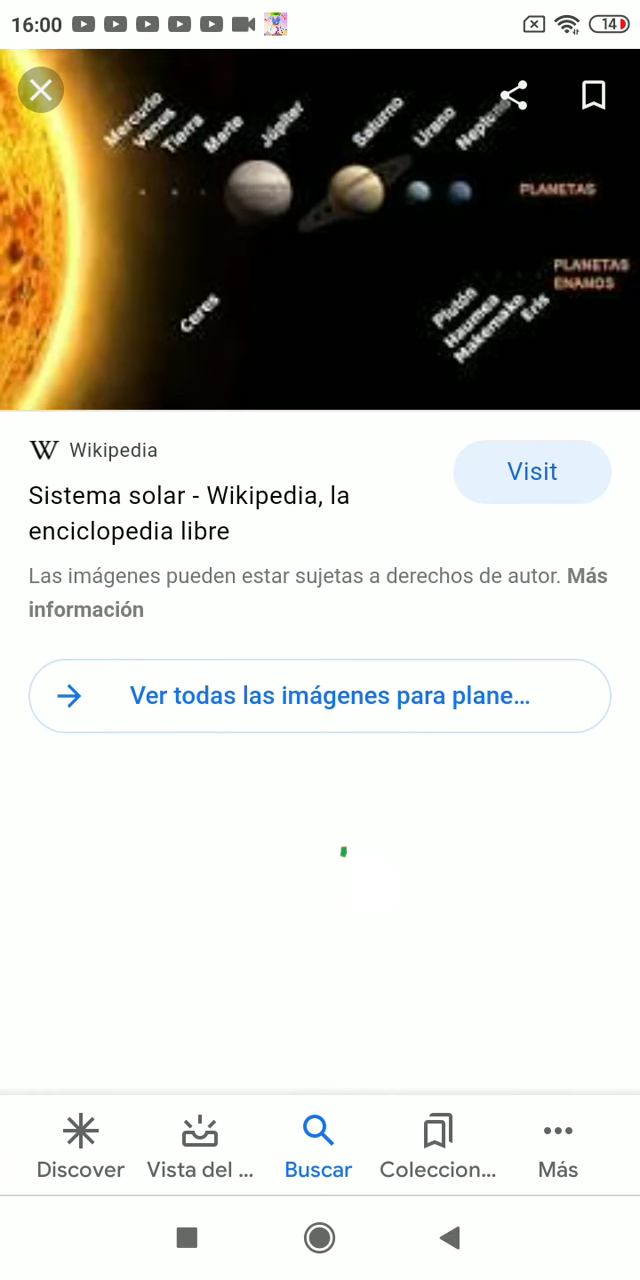 16:00
14
Mercurio
Venus
Tierra
Marte
Júpiter
Saturno
Urano
Neptuno
PLANETAS
PLANETAS
ENANOS
Ceres
Plutón
Haumea
Makemake
Eris
W Wikipedia
Visit
Sistema solar - Wikipedia, la
enciclopedia libre
Las imágenes pueden estar sujetas a derechos de autor. Más
información
Ver todas las imágenes para plane...
Discover
Vista del ...
Buscar
Coleccion...
Más